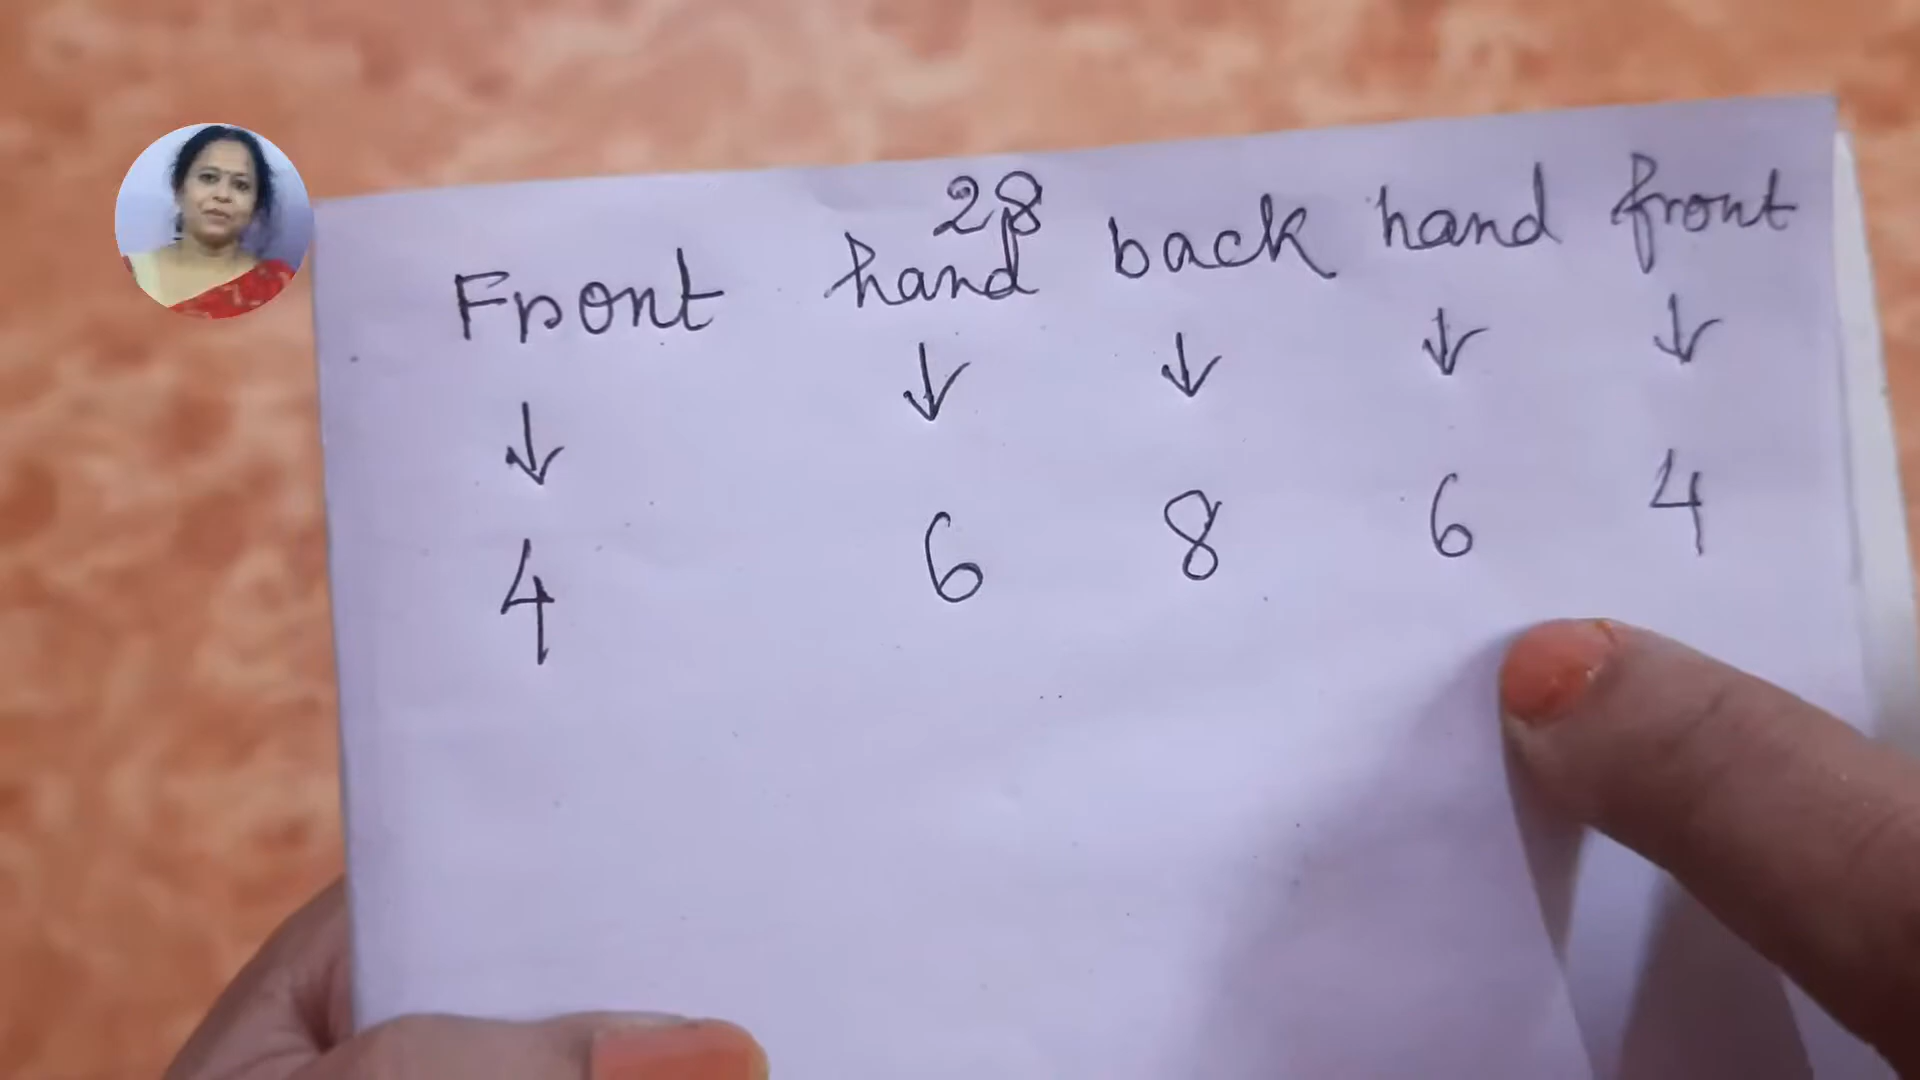 28
Front hand back hand front
↓ ↓ ↓ ↓ ↓
4 6 8 6 4